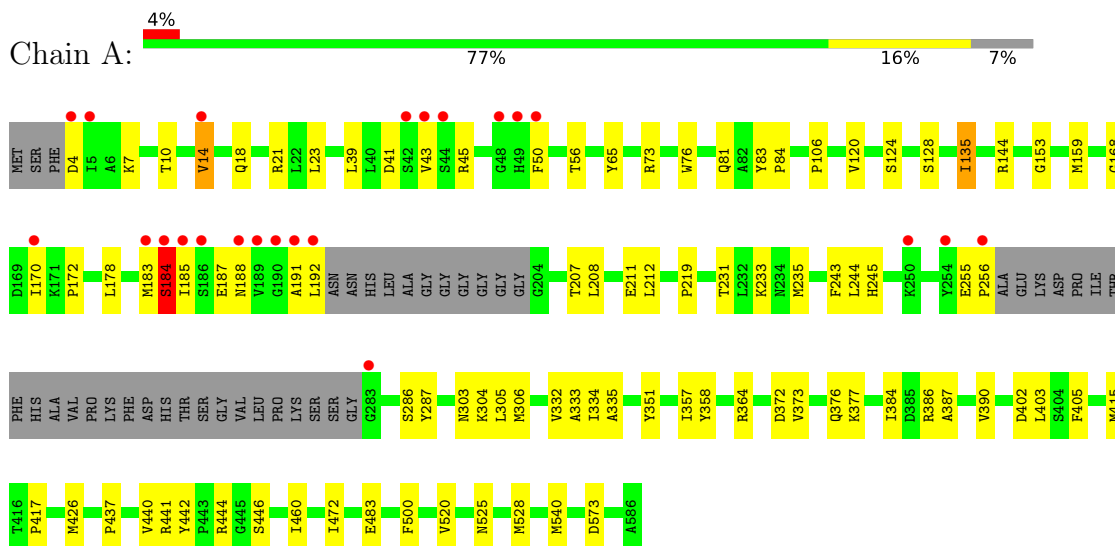 4%
Chain A:
77% 16% 7%
MET SER PHE D4 I5 A6 K7 T10 V14 Q18 R21 L22 L23 L39 L40 D41 S42 V43 S44 R45 G48 H49 F50 T56 Y65 R73 W76 Q81 A82 Y83 P84 P106 V120 S124 S128 I135 R144 G153 M159 G168
D169 I170 K171 P172 L178 M183 S184 I185 S186 E187 N188 V189 G190 A191 L192 ASN ASN HIS LEU ALA GLY GLY GLY GLY GLY GLY G204 T207 L208 E211 L212 P219 T231 L232 K233 N234 M235 F243 L244 H245 K250 Y254 E255 P256 ALA GLU LYS ASP PRO ILE THR
PHE HIS ALA VAL PRO LYS PHE ASP HIS THR SER GLY VAL LEU PRO LYS SER SER GLY G283 S286 Y287 N303 K304 L305 M306 V332 A333 I334 A335 Y351 I357 Y358 R364 D372 V373 Q376 K377 I384 D385 R386 A387 V390 D402 L403 S404 F405 M415
T416 P417 M426 P437 V440 R441 Y442 P443 R444 G445 S446 I460 I472 E483 F500 V520 N525 M528 M540 D573 A586